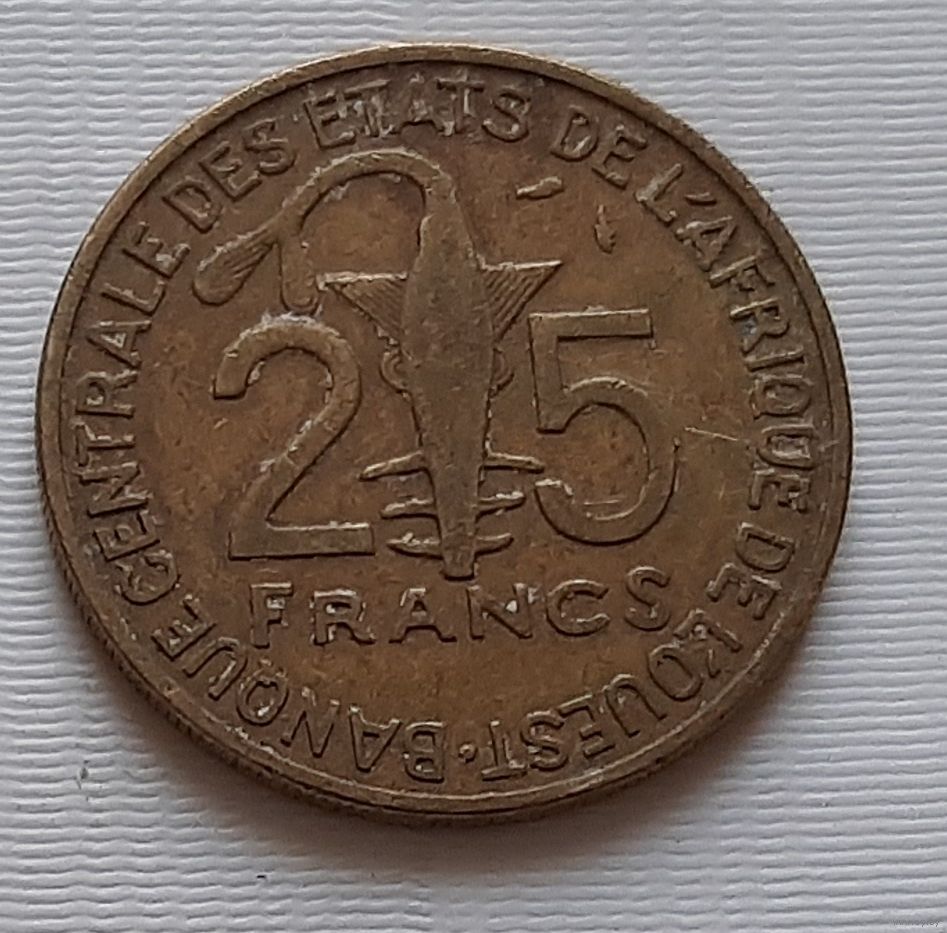 BANQUE CENTRALE DES ETATS DE L'AFRIQUE DE L'OUEST ·
25
FRANCS